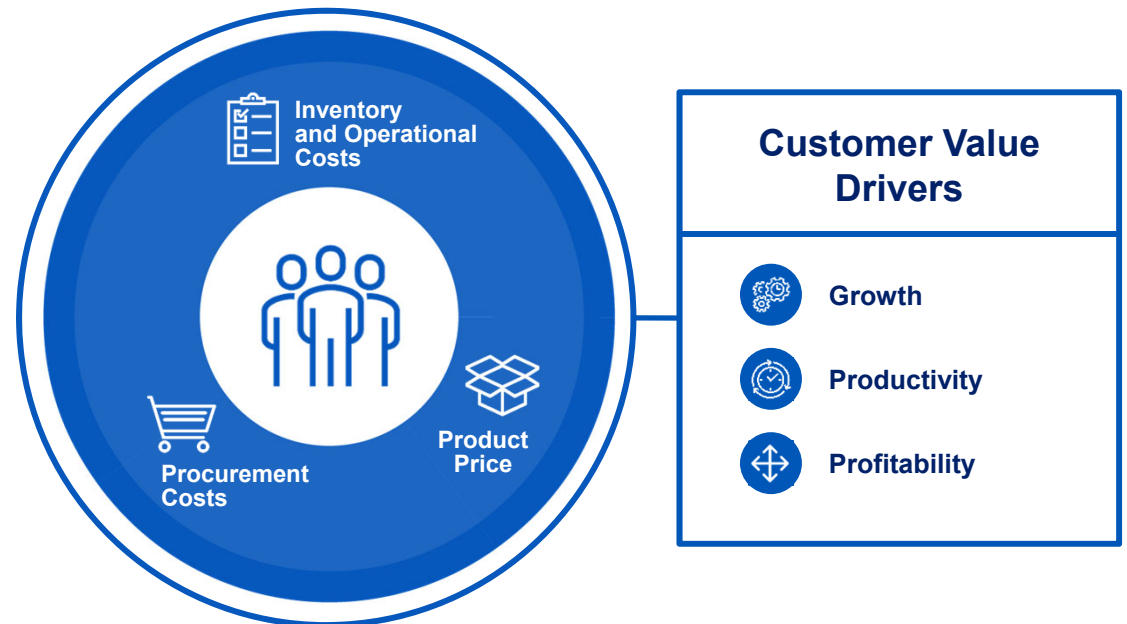 Inventory
and Operational
Costs
Product
Price
Procurement
Costs
Customer Value
Drivers
Growth
Productivity
Profitability